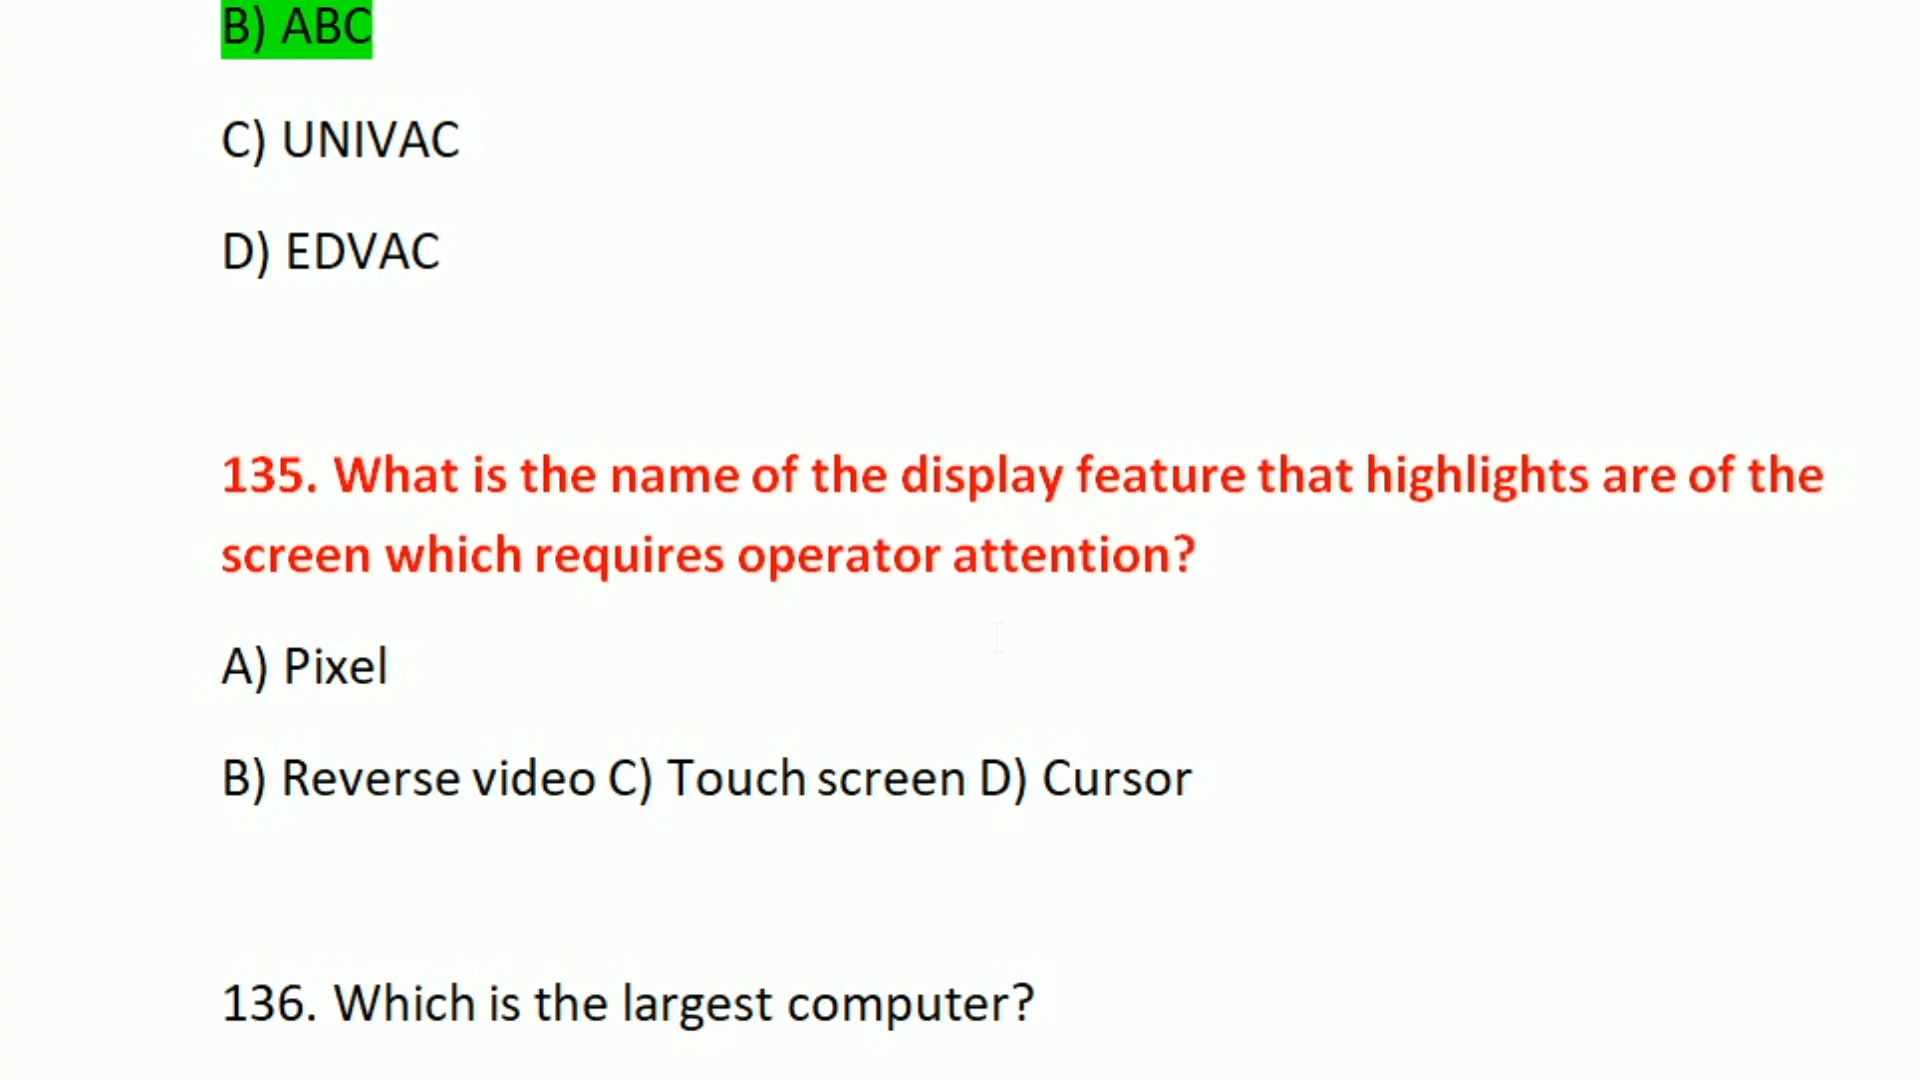 B) ABC
C) UNIVAC
D) EDVAC
135. What is the name of the display feature that highlights are of the
screen which requires operator attention?
A) Pixel
B) Reverse video C) Touch screen D) Cursor
136. Which is the largest computer?